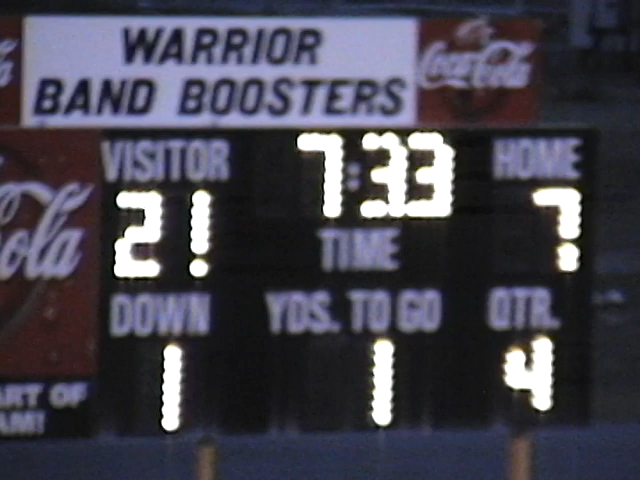 WARRIOR
BAND BOOSTERS
Coca-Cola
VISITOR 7:33 HOME
21 7
TIME
ola
DOWN YDS. TO GO QTR.
1 1 4
ART OF
AM!